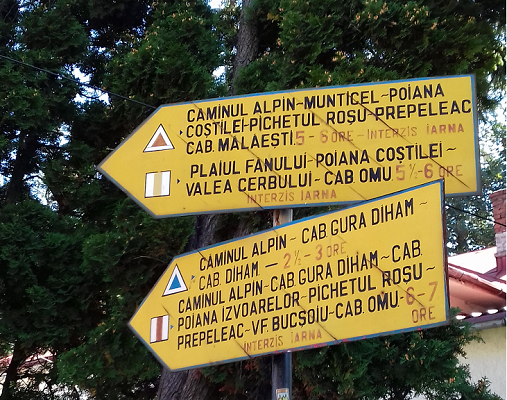 CAMINUL ALPIN~MUNTICEL~POIANA
COȘTILEI~PICHETUL ROȘU~PREPELEAC
CAB. MĂLĂEȘTI. 5-6 ORE - INTERZIS IARNA
PLAIUL FANULUI~POIANA COȘTILEI~
VALEA CERBULUI~CAB. OMU. 5½-6 ORE
INTERZIS IARNA
CAMINUL ALPIN~CAB. GURA DIHAM~
CAB. DIHAM — 2½-3 ORE
CAMINUL ALPIN~CAB. GURA DIHAM~CAB.
POIANA IZVOARELOR~PICHETUL ROȘU~
PREPELEAC~VF. BUCȘOIU~CAB. OMU-6-7
ORE
INTERZIS IARNA